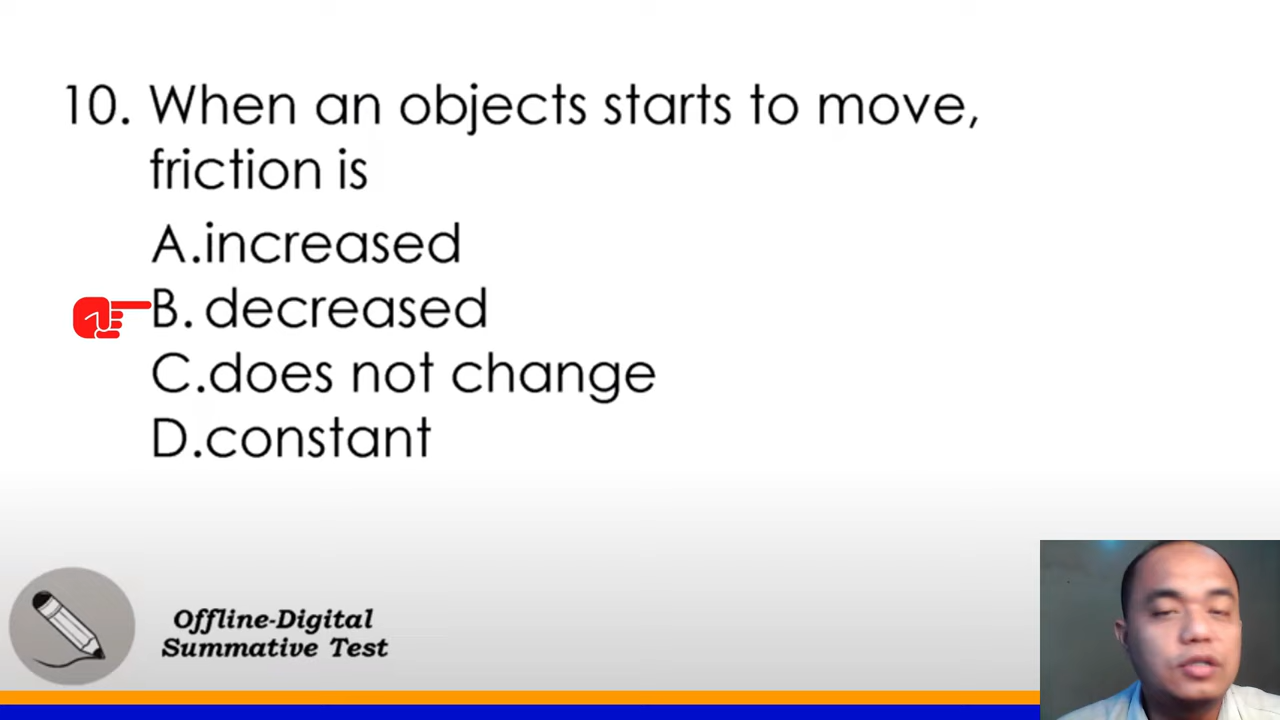 10. When an objects starts to move,
friction is
A.increased
B. decreased
C.does not change
D.constant
Offline-Digital
Summative Test